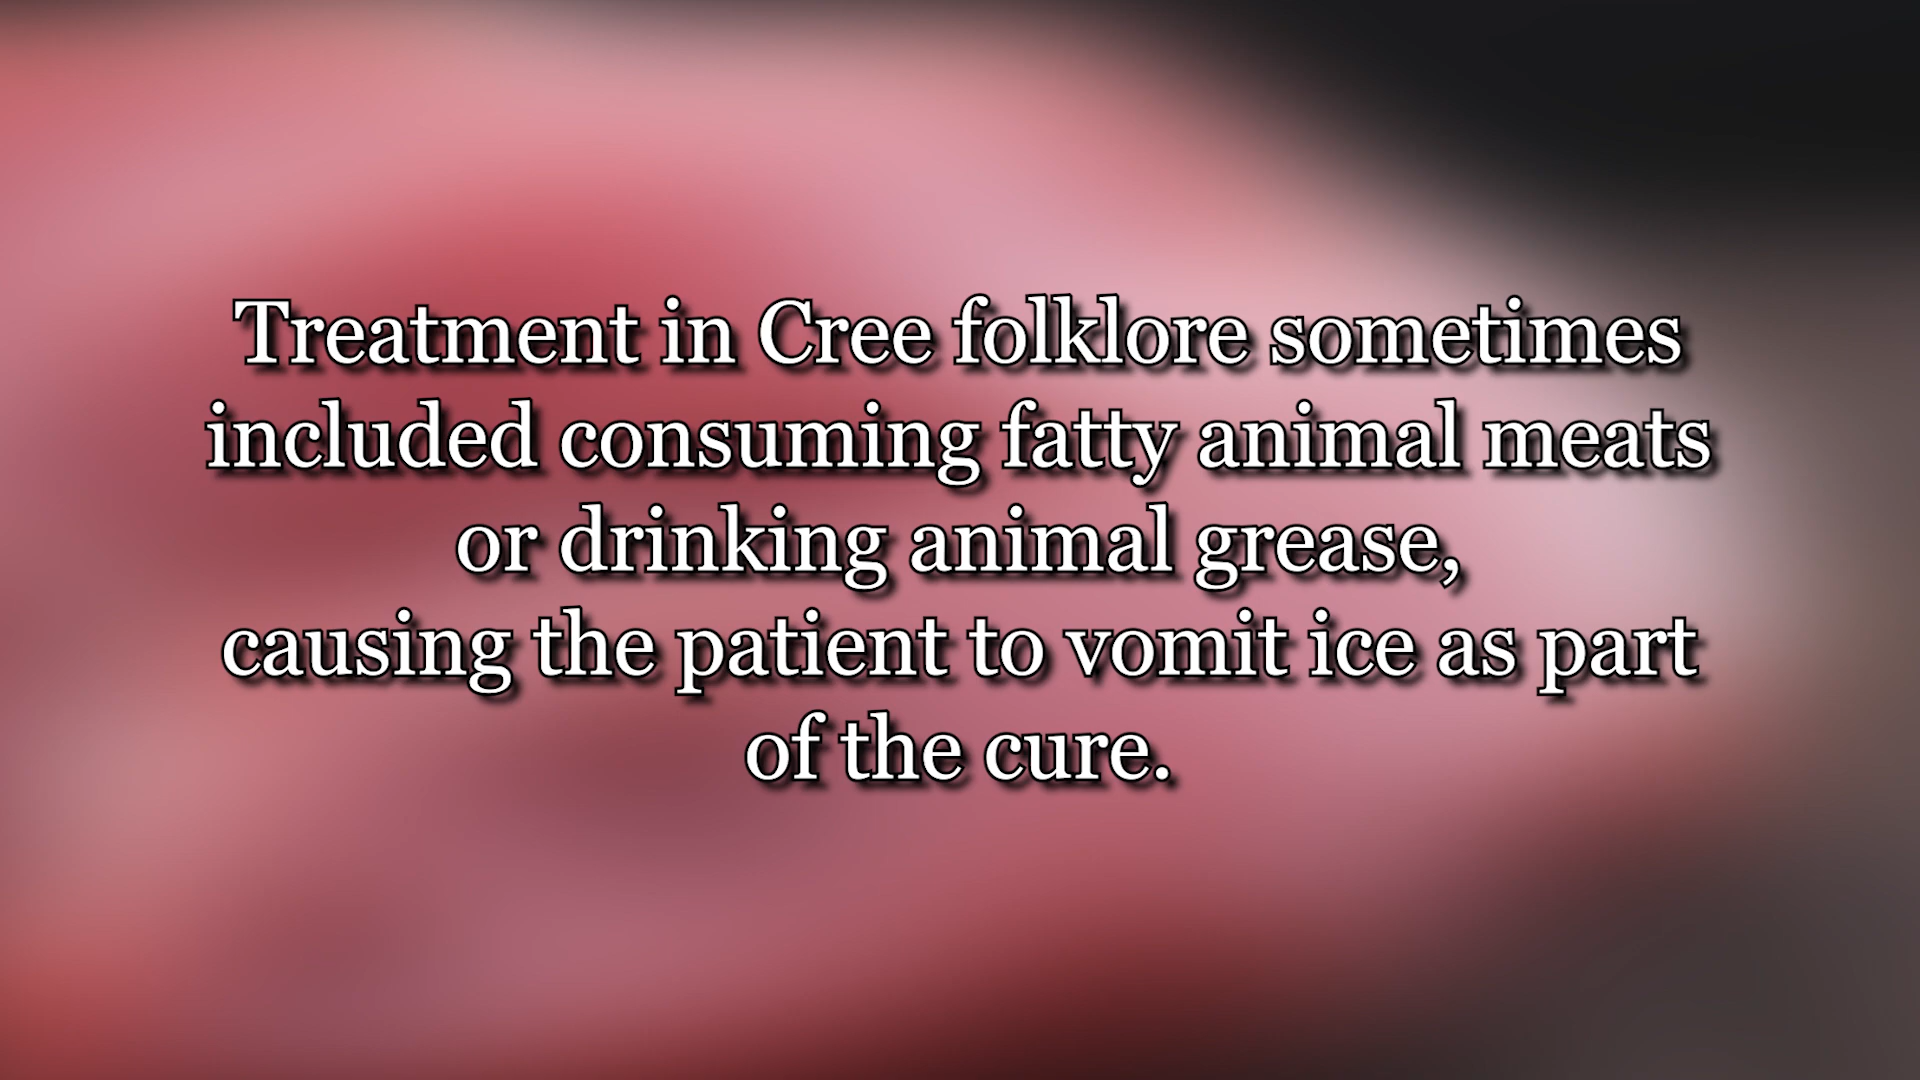 Treatment in Cree folklore sometimes
included consuming fatty animal meats
or drinking animal grease,
causing the patient to vomit ice as part
of the cure.